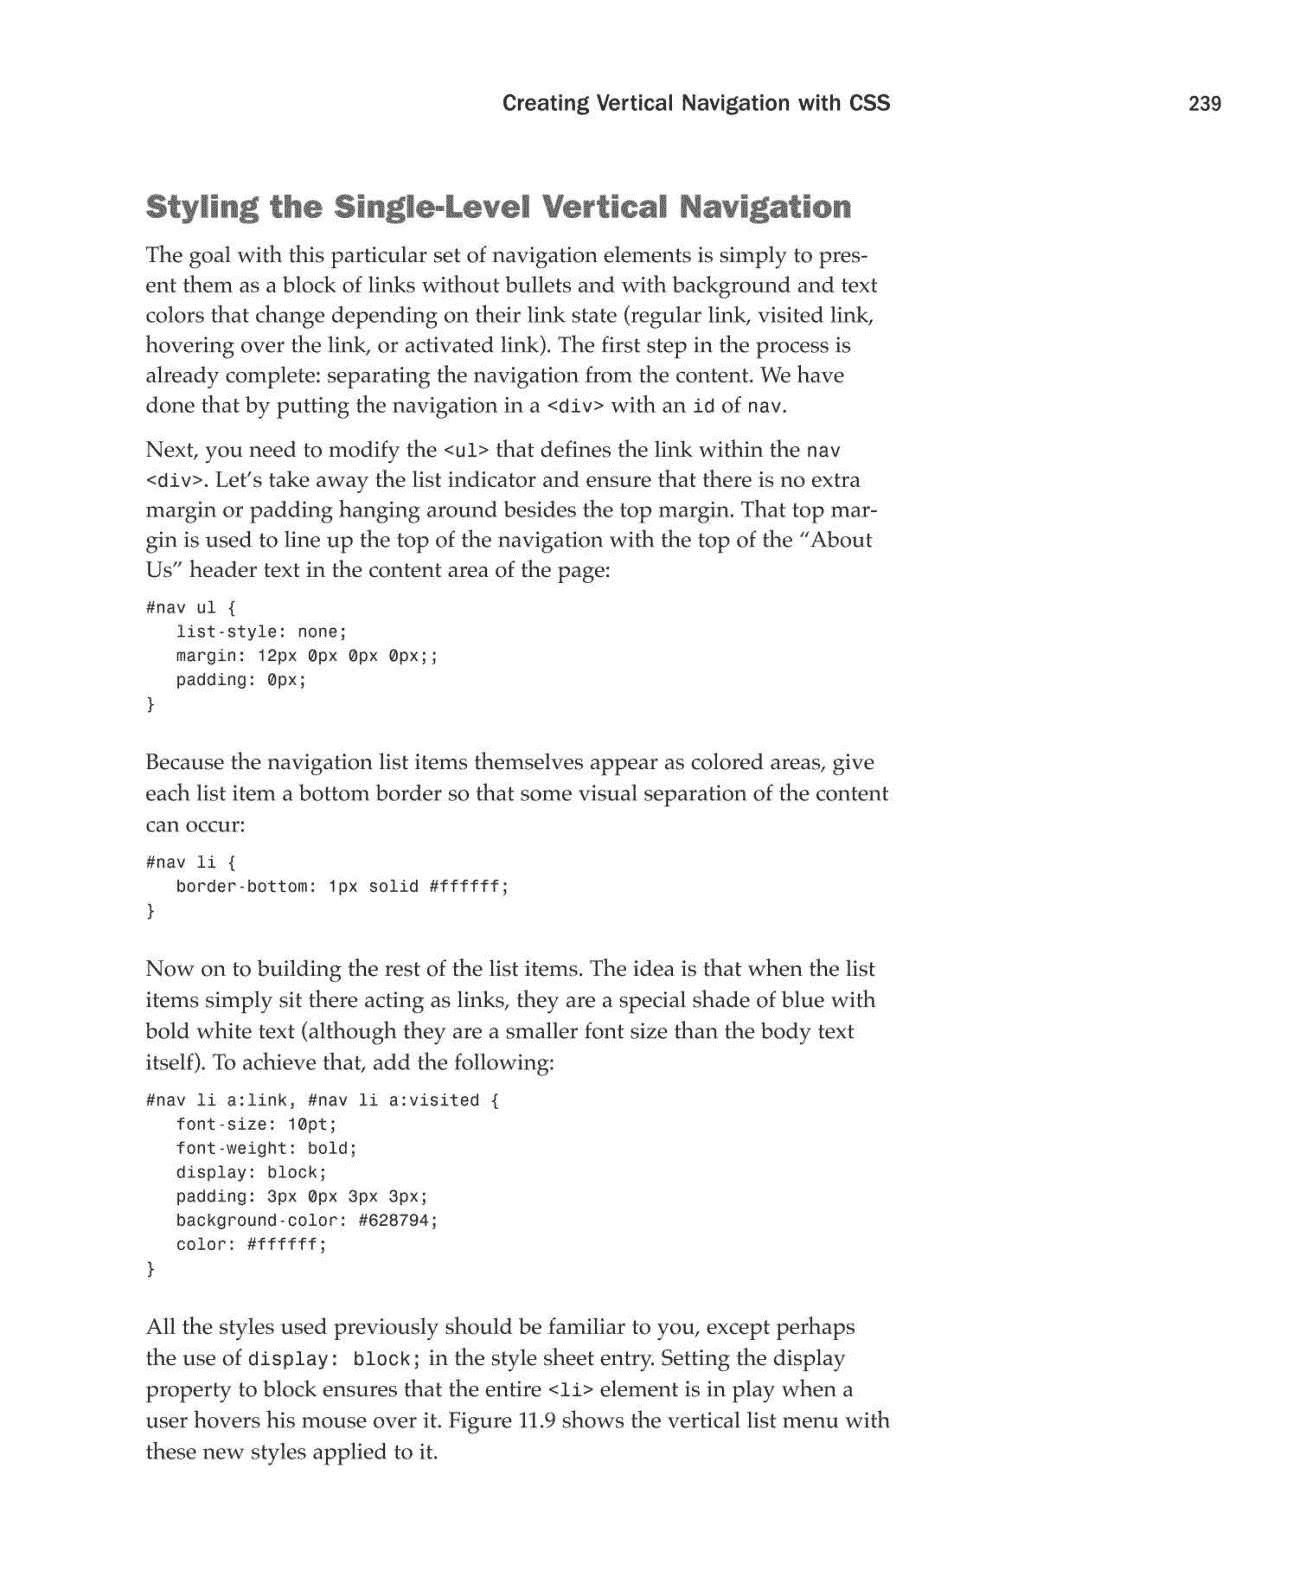 Creating Vertical Navigation with CSS 239
Styling the Single-Level Vertical Navigation
The goal with this particular set of navigation elements is simply to pres-
ent them as a block of links without bullets and with background and text
colors that change depending on their link state (regular link, visited link,
hovering over the link, or activated link). The first step in the process is
already complete: separating the navigation from the content. We have
done that by putting the navigation in a <div> with an id of nav.
Next, you need to modify the <ul> that defines the link within the nav
<div>. Let's take away the list indicator and ensure that there is no extra
margin or padding hanging around besides the top margin. That top mar-
gin is used to line up the top of the navigation with the top of the “About
Us” header text in the content area of the page:
#nav ul {
   list-style: none;
   margin: 12px 0px 0px 0px;;
   padding: 0px;
}
Because the navigation list items themselves appear as colored areas, give
each list item a bottom border so that some visual separation of the content
can occur:
#nav li {
   border-bottom: 1px solid #ffffff;
}
Now on to building the rest of the list items. The idea is that when the list
items simply sit there acting as links, they are a special shade of blue with
bold white text (although they are a smaller font size than the body text
itself). To achieve that, add the following:
#nav li a:link, #nav li a:visited {
   font-size: 10pt;
   font-weight: bold;
   display: block;
   padding: 3px 0px 3px 3px;
   background-color: #628794;
   color: #ffffff;
}
All the styles used previously should be familiar to you, except perhaps
the use of display: block; in the style sheet entry. Setting the display
property to block ensures that the entire <li> element is in play when a
user hovers his mouse over it. Figure 11.9 shows the vertical list menu with
these new styles applied to it.